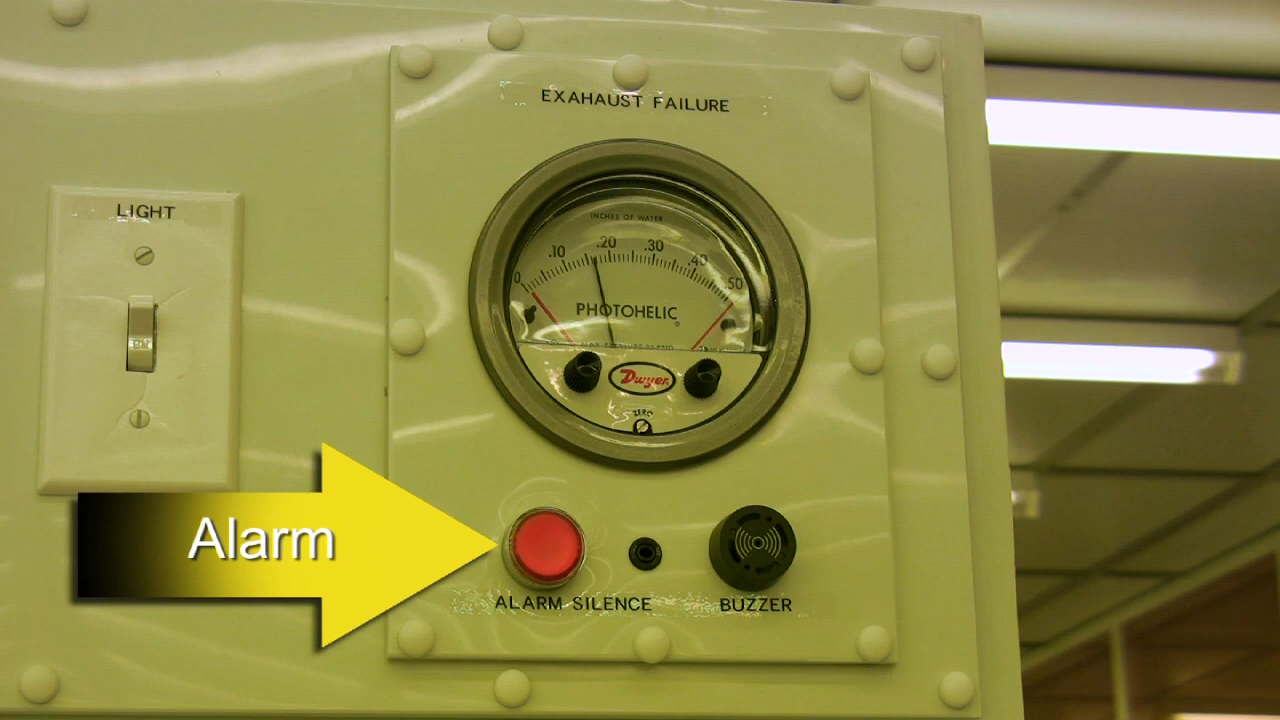 EXAHAUST FAILURE
LIGHT
INCHES OF WATER
0 .10 .20 .30 .40 .50
PHOTOHELIC
Dwyer
ZERO
Alarm
ALARM SILENCE
BUZZER